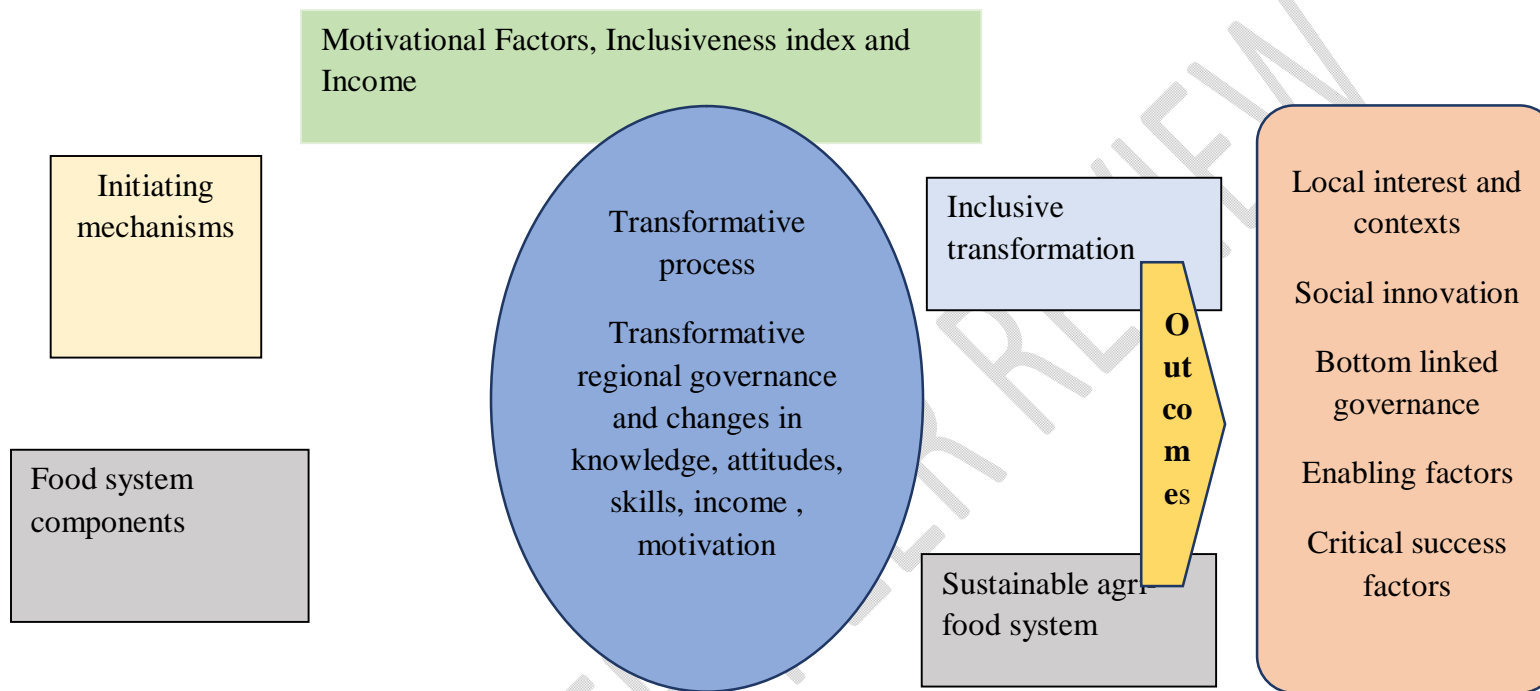 Motivational Factors, Inclusiveness index and
Income
Initiating
mechanisms
Food system
components
Transformative
process
Transformative
regional governance
and changes in
knowledge, attitudes,
skills, income ,
motivation
Inclusive
transformation
Sustainable agri-
food system
O
ut
co
m
es
Local interest and
contexts
Social innovation
Bottom linked
governance
Enabling factors
Critical success
factors
ER REVIEW